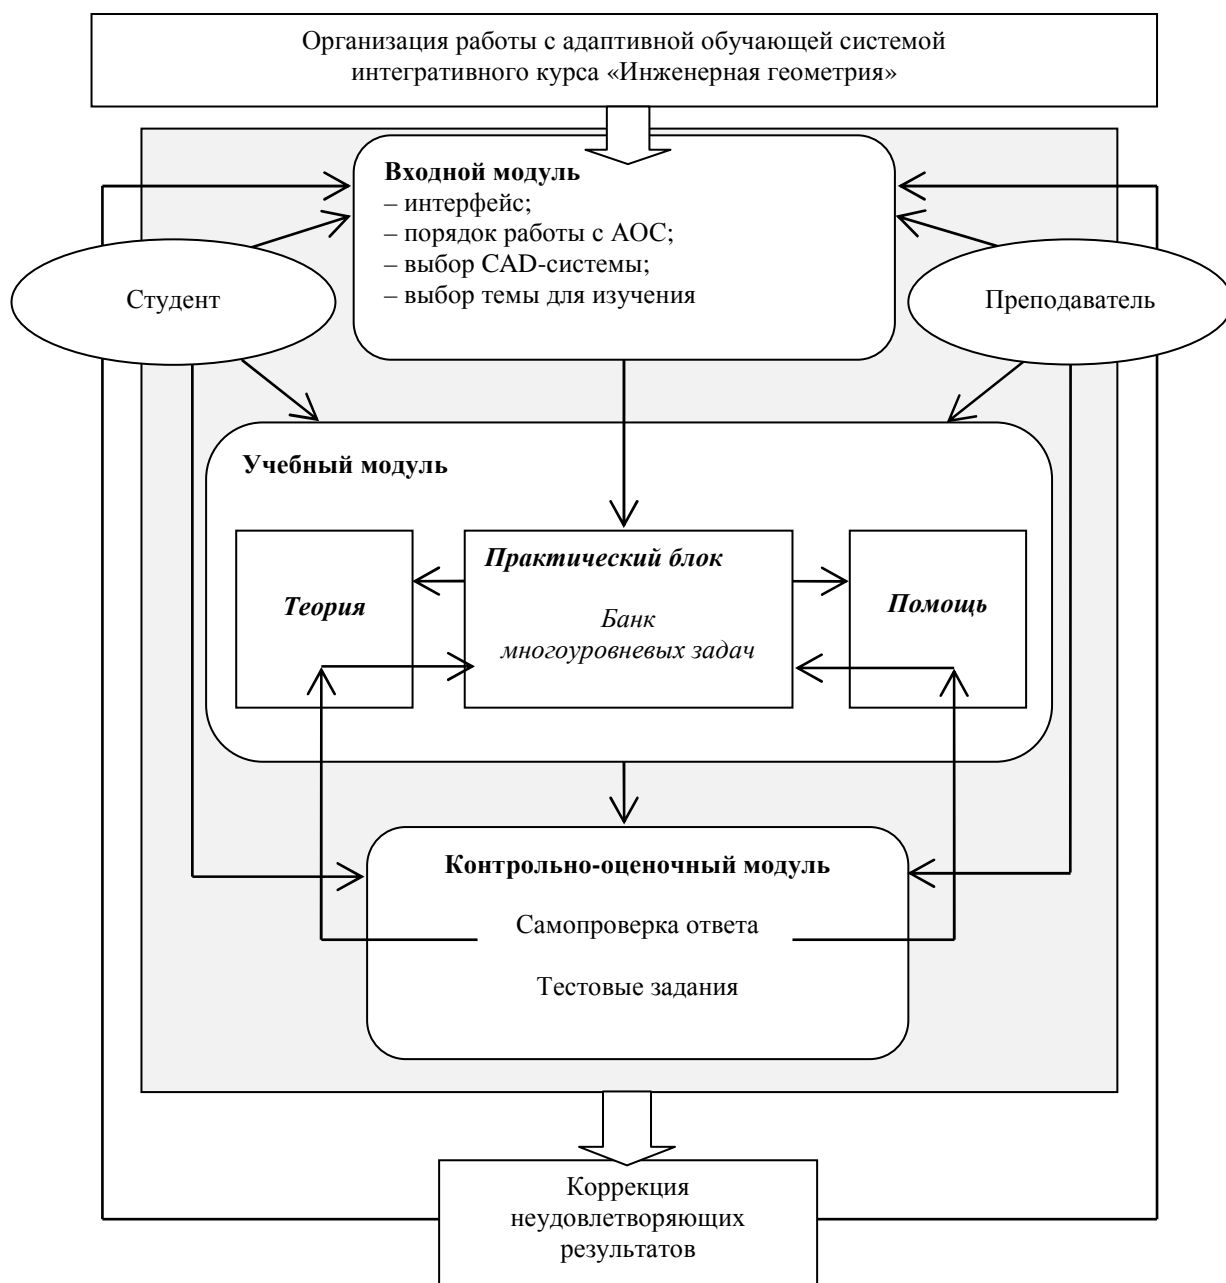 Организация работы с адаптивной обучающей системой
интегративного курса «Инженерная геометрия»
Входной модуль
– интерфейс;
– порядок работы с АОС;
– выбор CAD-системы;
– выбор темы для изучения
Студент
Преподаватель
Учебный модуль
Теория
Практический блок
Банк
многоуровневых задач
Помощь
Контрольно-оценочный модуль
Самопроверка ответа
Тестовые задания
Коррекция
неудовлетворяющих
результатов